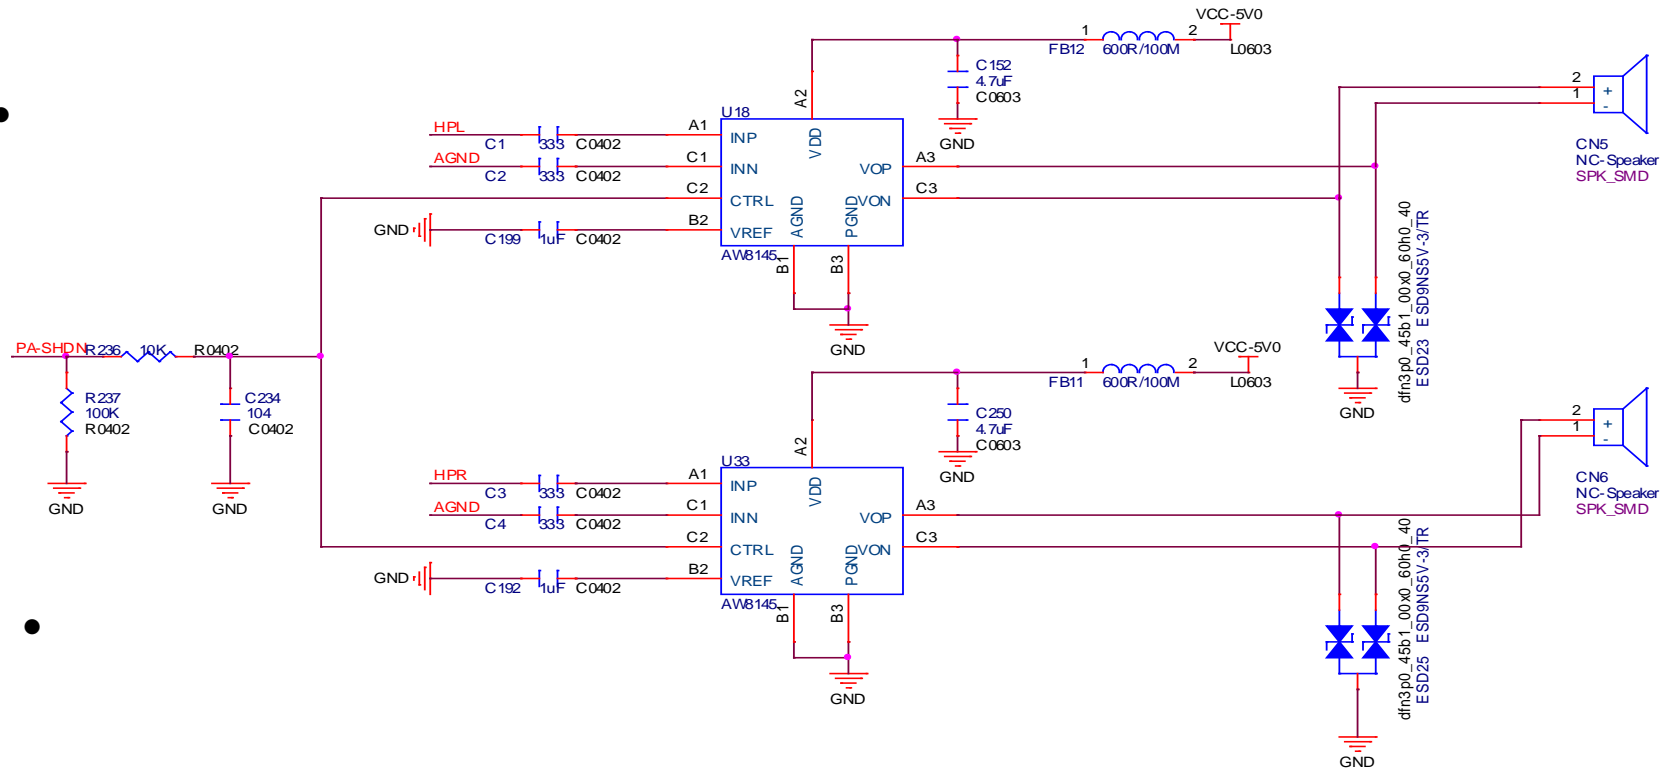 VCC-5V0
1
2
FB12
600R/100M
L0603
C152
4.7uF
C0603
GND
A2
U18
HPL
C1
333
C0402
A1
INP
VDD
AGND
C2
333
C0402
C1
INN
VOP
A3
C2
CTRL
VON
C3
GND
C199
1uF
C0402
B2
VREF
AGND
PGND
AW8145
B1
B3
GND
2
1
+
-
CN5
NC-Speaker
SPK_SMD
dfn3p0_45b1_00x0_60h0_40
ESD23 ESD9NS5V-3/TR
GND
PA-SHDN
R236
10K
R0402
R237
100K
R0402
GND
C234
104
C0402
GND
VCC-5V0
1
2
FB11
600R/100M
L0603
C250
4.7uF
C0603
GND
A2
U33
HPR
C3
333
C0402
A1
INP
VDD
AGND
C4
333
C0402
C1
INN
VOP
A3
C2
CTRL
VON
C3
GND
C192
1uF
C0402
B2
VREF
AGND
PGND
AW8145
B1
B3
GND
2
1
+
-
CN6
NC-Speaker
SPK_SMD
dfn3p0_45b1_00x0_60h0_40
ESD25 ESD9NS5V-3/TR
GND